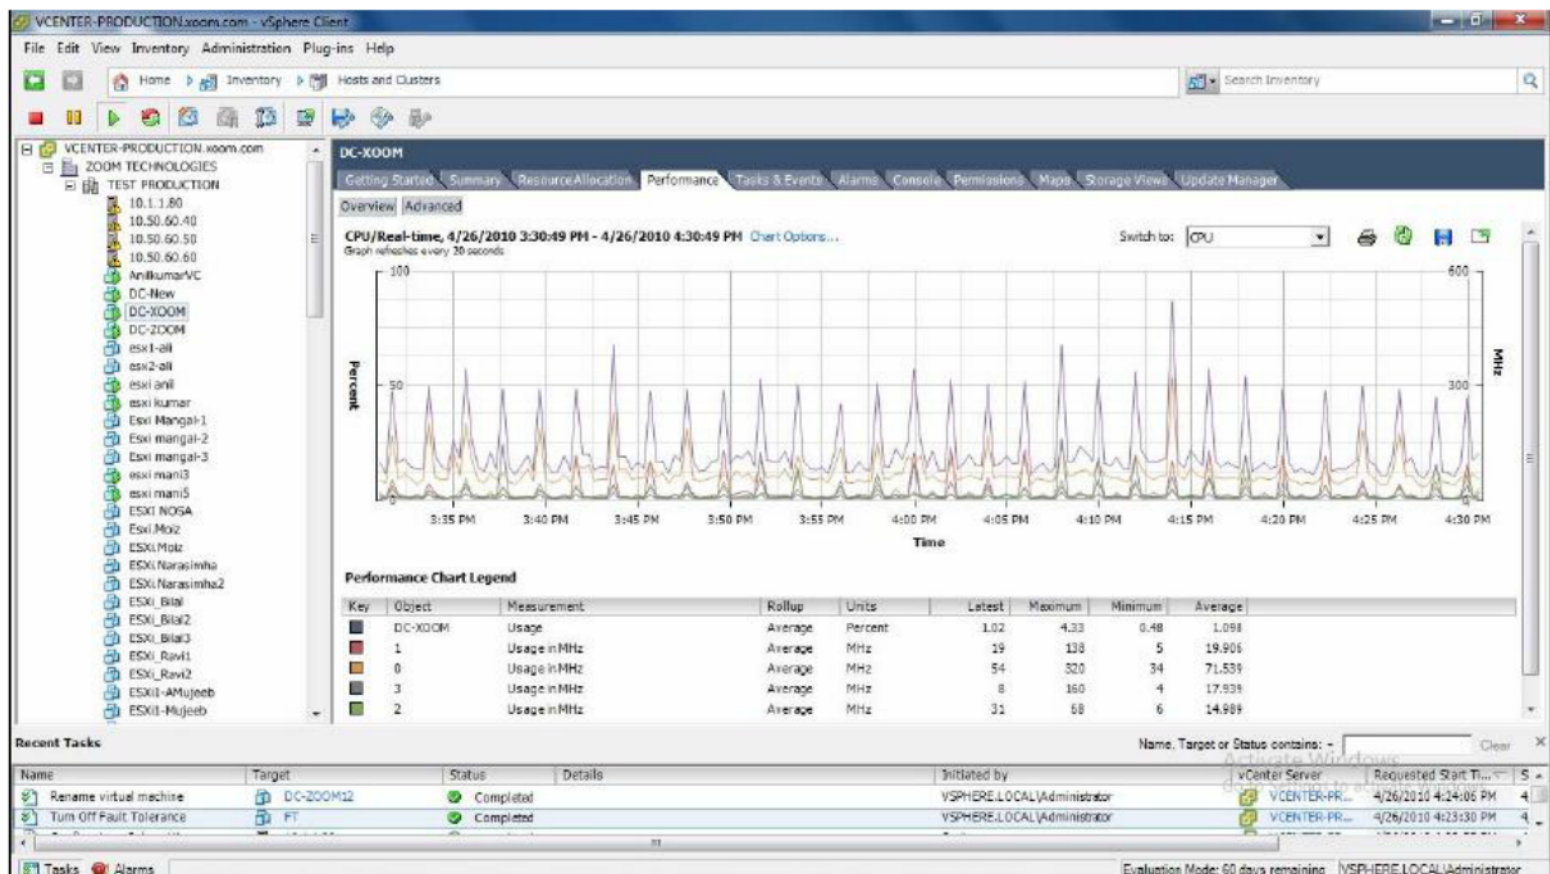 VCENTER-PRODUCTION.xoom.com - vSphere Client
File Edit View Inventory Administration Plug-ins Help
Home Inventory Hosts and Clusters
Search Inventory
VCENTER-PRODUCTION.xoom.com
ZOOM TECHNOLOGIES
TEST PRODUCTION
10.1.1.80
10.50.60.40
10.50.60.50
10.50.60.60
AnilkumarVC
DC-New
DC-XOOM
DC-ZOOM
esx1-ali
esx2-ali
esxi anil
esxi kumar
Esxi Mangal-1
Esxi mangal-2
Esxi mangal-3
esxi mani3
esxi mani5
ESXI NOSA
Esxi.Moiz
ESXi.Moiz
ESXi.Narasimha
ESXi.Narasimha2
ESXi_Bilal
ESXi_Bilal2
ESXi_Bilal3
ESXi_Ravi1
ESXi_Ravi2
ESXi1-AMujeeb
ESXi1-Mujeeb
DC-XOOM
Getting Started Summary Resource Allocation Performance Tasks & Events Alarms Console Permissions Maps Storage Views Update Manager
Overview Advanced
CPU/Real-time, 4/26/2010 3:30:49 PM - 4/26/2010 4:30:49 PM Chart Options...
Graph refreshes every 20 seconds
Switch to: CPU
100 600
Percent
50 300
MHz
0 0
3:35 PM 3:40 PM 3:45 PM 3:50 PM 3:55 PM 4:00 PM 4:05 PM 4:10 PM 4:15 PM 4:20 PM 4:25 PM 4:30 PM
Time
Performance Chart Legend
Key Object Measurement Rollup Units Latest Maximum Minimum Average
DC-XOOM Usage Average Percent 1.02 4.33 0.48 1.098
1 Usage in MHz Average MHz 19 138 5 19.906
0 Usage in MHz Average MHz 54 320 34 71.539
3 Usage in MHz Average MHz 8 160 4 17.939
2 Usage in MHz Average MHz 31 68 6 14.989
Recent Tasks
Name, Target or Status contains: Clear
Activate Windows
Name Target Status Details Initiated by vCenter Server Requested Start Ti... S
Rename virtual machine DC-ZOOM12 Completed VSPHERE.LOCAL\Administrator VCENTER-PR... 4/26/2010 4:24:06 PM 4
Turn Off Fault Tolerance FT Completed VSPHERE.LOCAL\Administrator VCENTER-PR... 4/26/2010 4:23:30 PM 4
Tasks Alarms
Evaluation Mode: 60 days remaining VSPHERE.LOCAL\Administrator